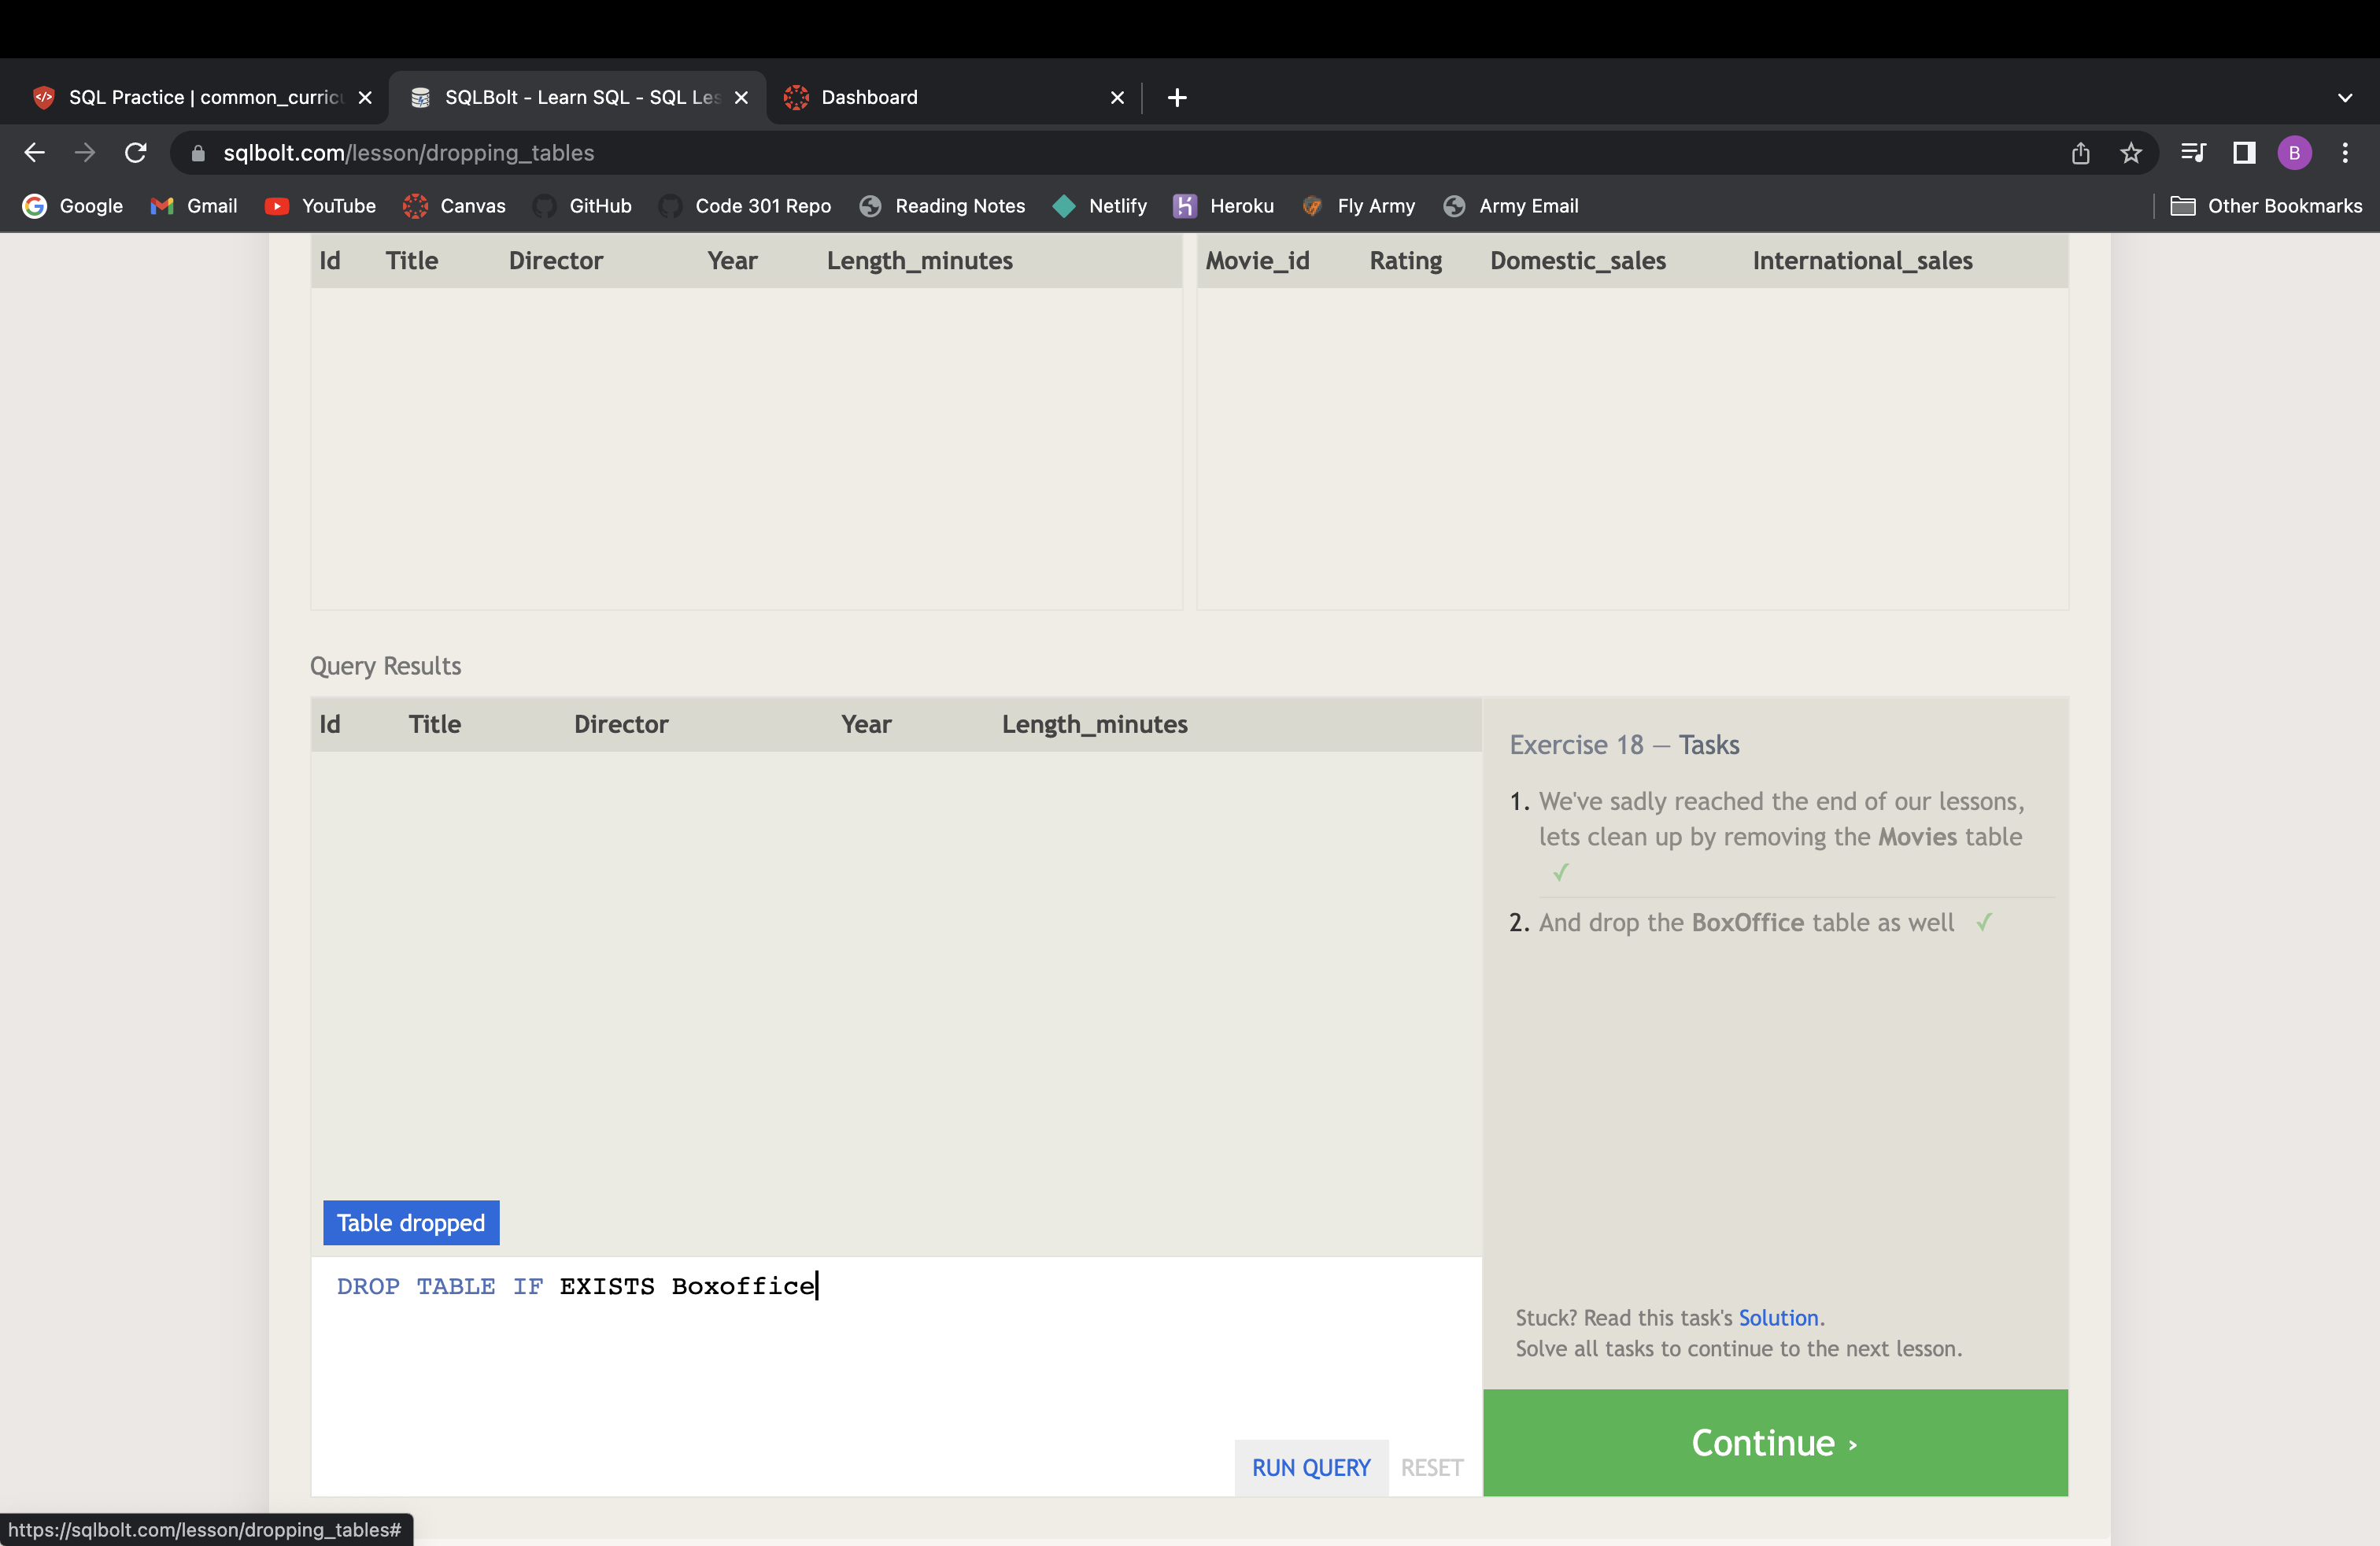 SQL Practice | common_curricu
SQLBolt - Learn SQL - SQL Les
Dashboard
sqlbolt.com/lesson/dropping_tables
B
Google Gmail YouTube Canvas GitHub Code 301 Repo Reading Notes Netlify Heroku Fly Army Army Email Other Bookmarks
Id Title Director Year Length_minutes
Movie_id Rating Domestic_sales International_sales
Query Results
Id Title Director Year Length_minutes
Table dropped
DROP TABLE IF EXISTS Boxoffice
RUN QUERY RESET
Exercise 18 — Tasks
1. We've sadly reached the end of our lessons,
lets clean up by removing the Movies table
✓
2. And drop the BoxOffice table as well ✓
Stuck? Read this task's Solution.
Solve all tasks to continue to the next lesson.
Continue ›
https://sqlbolt.com/lesson/dropping_tables#